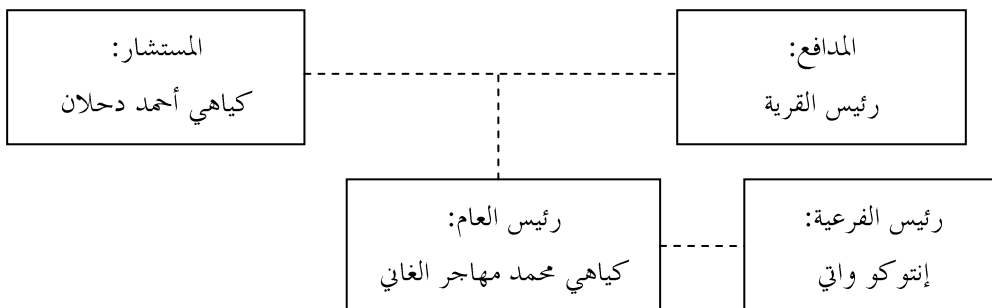 المدافع:
رئيس القرية
المستشار:
كياهي أحمد دحلان
رئيس الفرعية:
إنتوكو واتي
رئيس العام:
كياهي محمد مهاجر الغاني